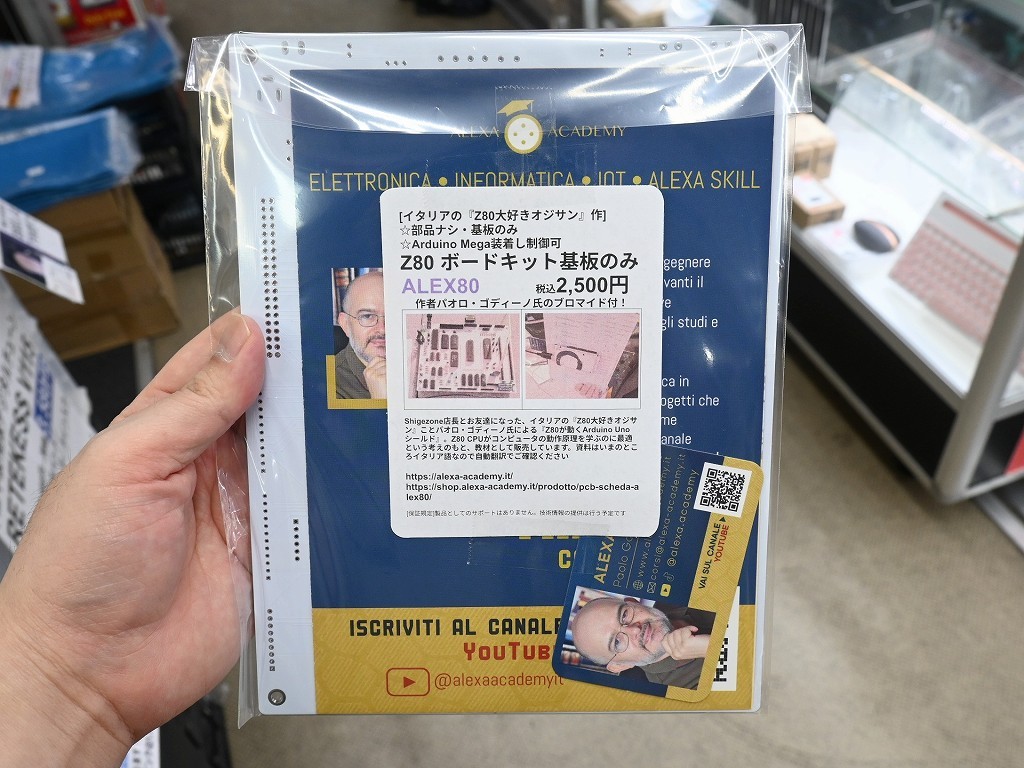 ALEXA ACADEMY
ELETTRONICA • INFORMATICA • IOT • ALEXA SKILL
[イタリアの『Z80大好きオジサン』作]
☆部品ナシ・基板のみ
☆Arduino Mega装着し制御可
Z80 ボードキット基板のみ
ALEX80 税込2,500円
作者パオロ・ゴディーノ氏のブロマイド付！
Shigezone店長とお友達になった、イタリアの『Z80大好きオジサ
ン』ことパオロ・ゴディーノ氏による『Z80が動くArduino Uno
シールド』。Z80 CPUがコンピュータの動作原理を学ぶのに最適
という考えのもと、教材として販売しています。資料はいまのとこ
ろイタリア語なので自動翻訳でご確認ください
https://alexa-academy.it/
https://shop.alexa-academy.it/prodotto/pcb-scheda-a
lex80/
[保証規定]製品としてのサポートはありません。技術情報の提供は行う予定です
gegnere
vanti il
gli studi e
ca in
ogetti che
me
canale
ALEXA
Paolo
www.
corsi@alexa-academy.it
@alexa.academy
VAI SUL CANALE
YOUTUBE
ISCRIVITI AL CANALE
YOUTUBE
@alexaacademyit
RETEKESS V115